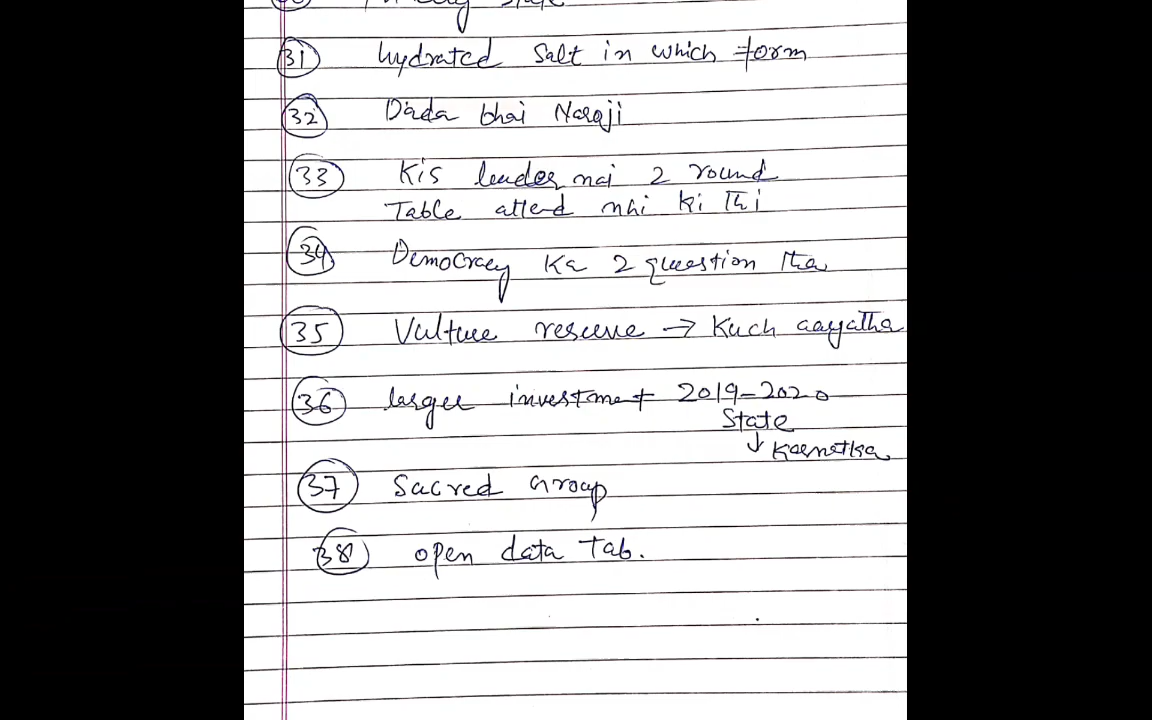 31 hydrated salt in which form
32 Dada bhai Naroji
33 Kis leader nai 2 round
Table attend nhi ki thi
34 Democracy Ka 2 question tha
35 Vulture rescue → Kuch aaya tha
36 larger investment 2019-2020
State
↓ Karnetka
37 Sacred Group
38 open data Tab.